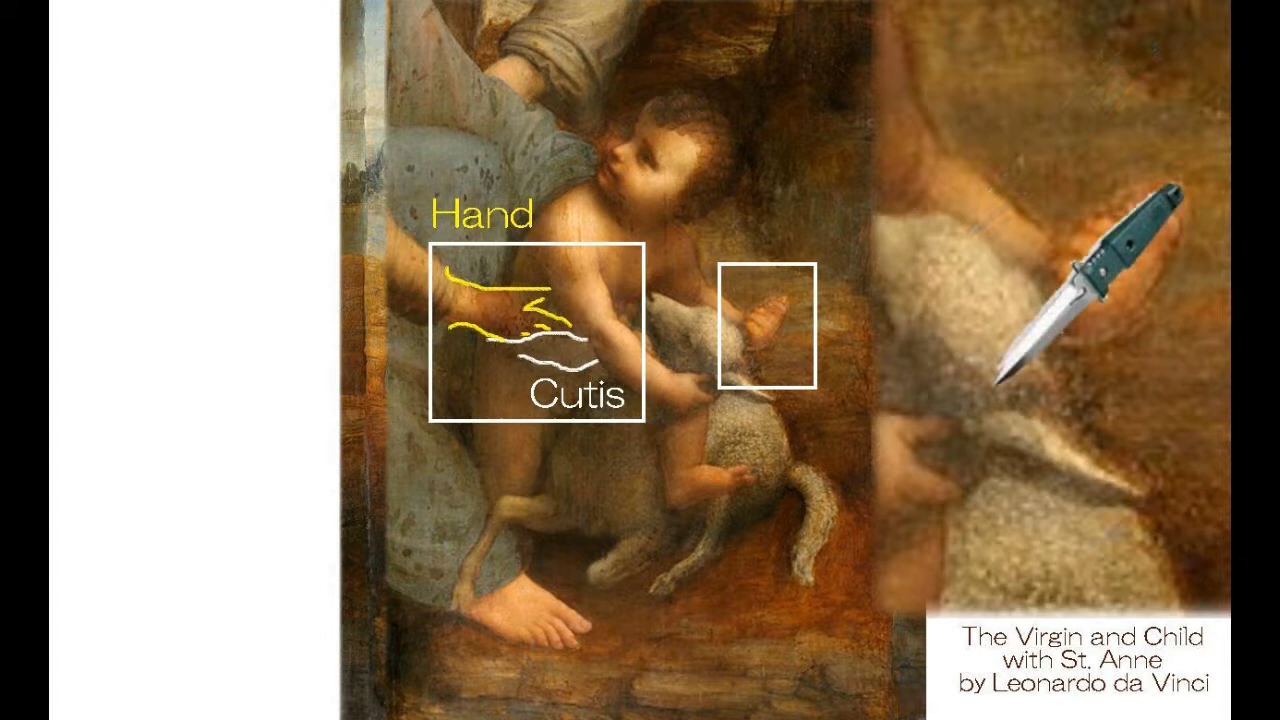 Hand
Cutis
The Virgin and Child
with St. Anne
by Leonardo da Vinci